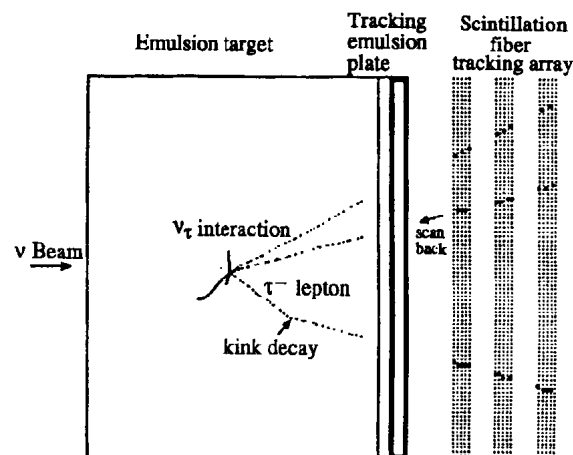 Emulsion target
Tracking
emulsion
plate
Scintillation
fiber
tracking array
ντ interaction
ν Beam
scan
back
τ− lepton
kink decay